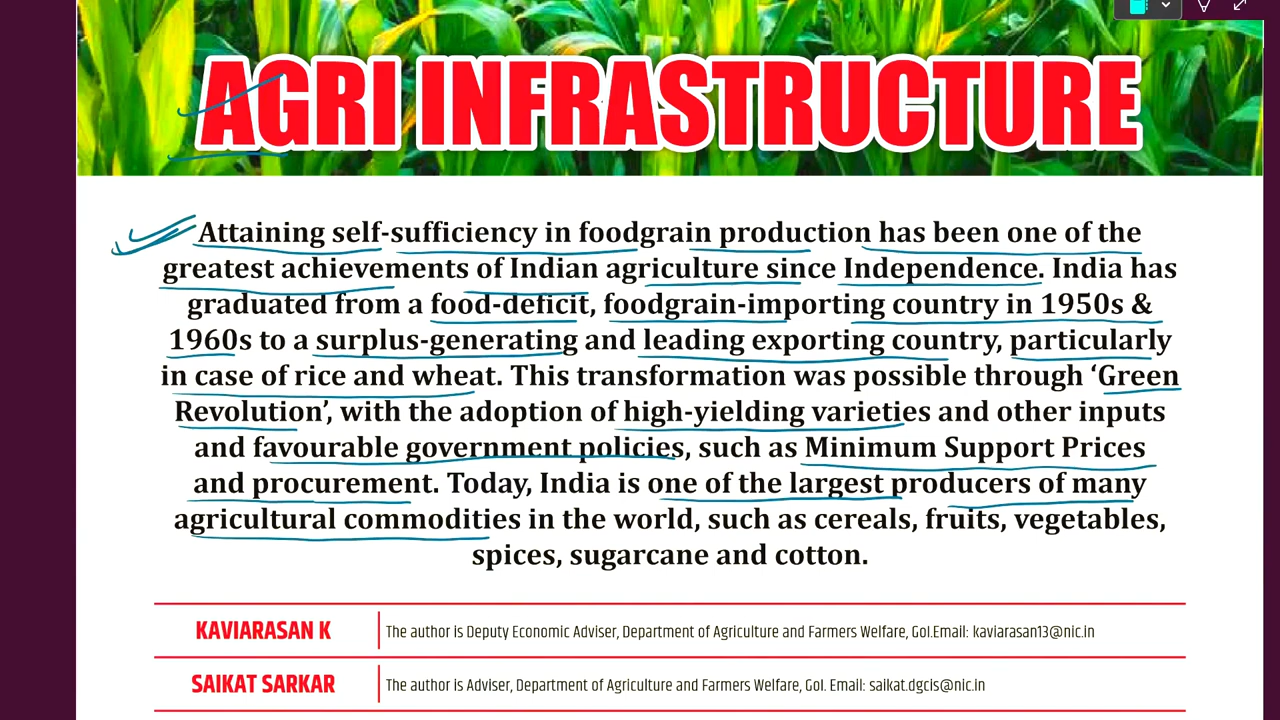 AGRI INFRASTRUCTURE
Attaining self-sufficiency in foodgrain production has been one of the
greatest achievements of Indian agriculture since Independence. India has
graduated from a food-deficit, foodgrain-importing country in 1950s &
1960s to a surplus-generating and leading exporting country, particularly
in case of rice and wheat. This transformation was possible through ‘Green
Revolution’, with the adoption of high-yielding varieties and other inputs
and favourable government policies, such as Minimum Support Prices
and procurement. Today, India is one of the largest producers of many
agricultural commodities in the world, such as cereals, fruits, vegetables,
spices, sugarcane and cotton.
KAVIARASAN K
The author is Deputy Economic Adviser, Department of Agriculture and Farmers Welfare, GoI.Email: kaviarasan13@nic.in
SAIKAT SARKAR
The author is Adviser, Department of Agriculture and Farmers Welfare, GoI. Email: saikat.dgcis@nic.in